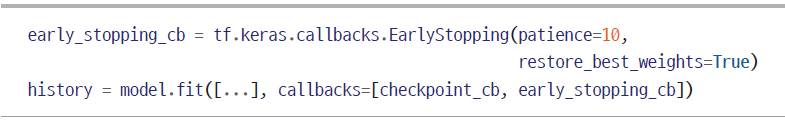 early_stopping_cb = tf.keras.callbacks.EarlyStopping(patience=10,
                                                     restore_best_weights=True)
history = model.fit([...], callbacks=[checkpoint_cb, early_stopping_cb])